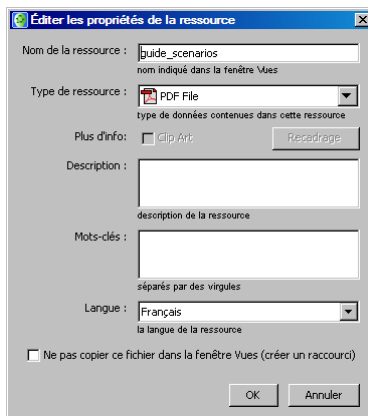 Éditer les propriétés de la ressource
Nom de la ressource : guide_scenarios
nom indiqué dans la fenêtre Vues
Type de ressource : PDF File
type de données contenues dans cette ressource
Plus d'info: Clip Art Recadrage
Description :
description de la ressource
Mots-clés :
séparés par des virgules
Langue : Français
la langue de la ressource
Ne pas copier ce fichier dans la fenêtre Vues (créer un raccourci)
OK Annuler